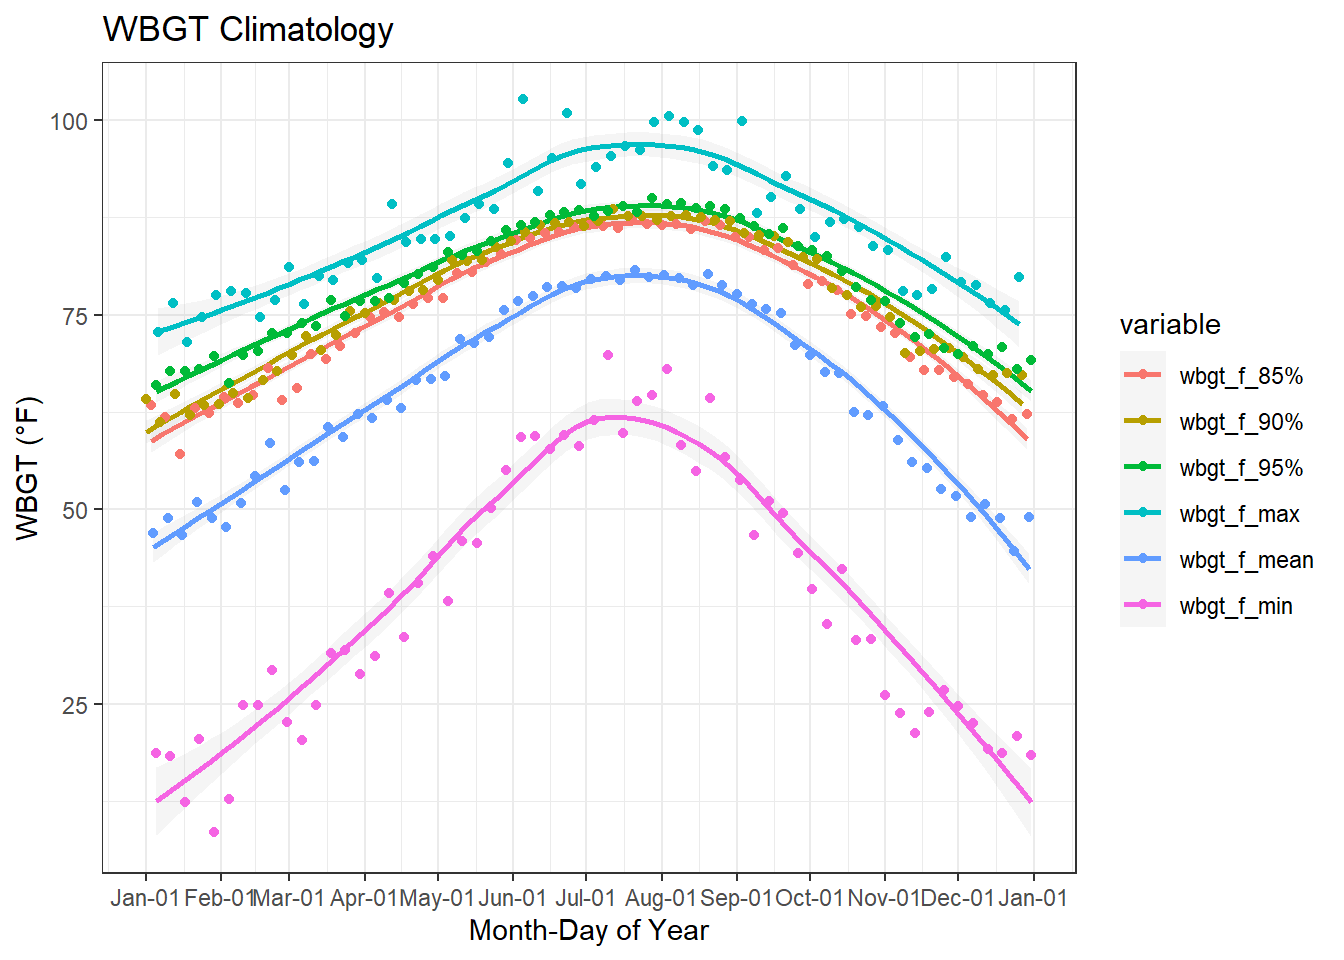 WBGT Climatology
WBGT (°F)
100
75
50
25
Jan-01 Feb-01 Mar-01 Apr-01 May-01 Jun-01 Jul-01 Aug-01 Sep-01 Oct-01 Nov-01 Dec-01 Jan-01
Month-Day of Year
variable
wbgt_f_85%
wbgt_f_90%
wbgt_f_95%
wbgt_f_max
wbgt_f_mean
wbgt_f_min